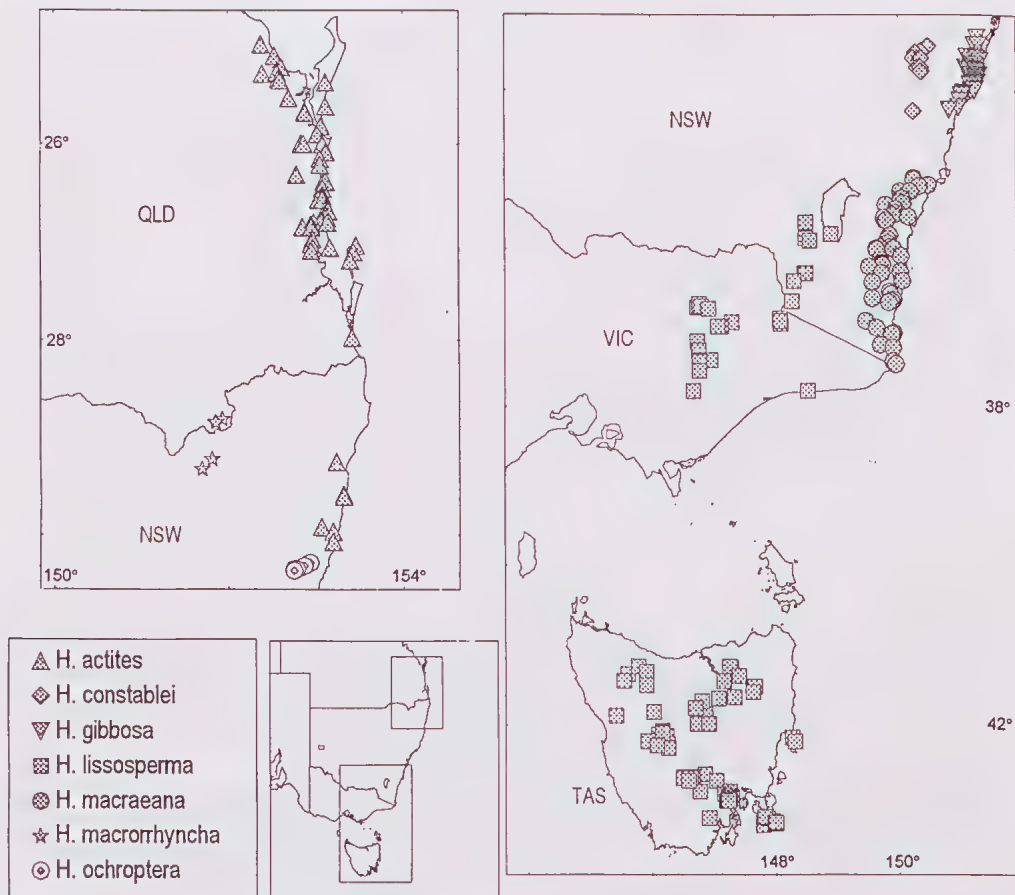 26°
QLD
28°
NSW
150°
154°
NSW
VIC
38°
42°
TAS
148°
150°
H. actites
H. constablei
H. gibbosa
H. lissosperma
H. macraeana
H. macrorrhyncha
H. ochroptera